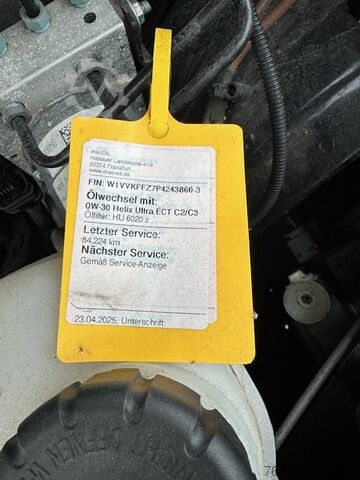 macOIL
Hanauer Landstraße 419
60314 Frankfurt
www.mac-oil.de
FIN: W1VVKFFZ7P4243860-3
Ölwechsel mit:
0W-30 Helix Ultra ECT C2/C3
Ölfilter: HU 6020 z
Letzter Service:
84.224 km
Nächster Service:
Gemäß Service-Anzeige
23.04.2025, Unterschrift:
NICHT ÖFFNEN